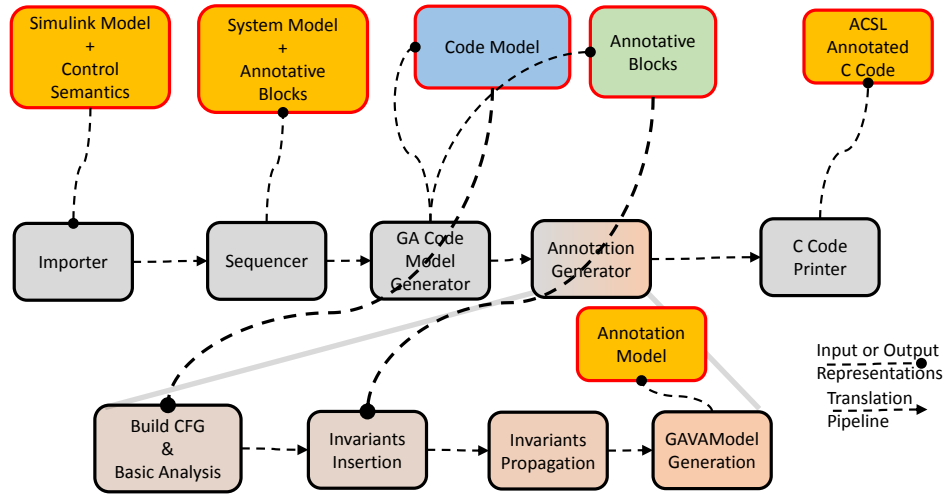 Simulink Model
+
Control
Semantics
System Model
+
Annotative
Blocks
Code Model
Annotative
Blocks
ACSL
Annotated
C Code
Importer
Sequencer
GA Code
Model
Generator
Annotation
Generator
C Code
Printer
Annotation
Model
Input or Output
Representations
Translation
Pipeline
Build CFG
&
Basic Analysis
Invariants
Insertion
Invariants
Propagation
GAVAModel
Generation